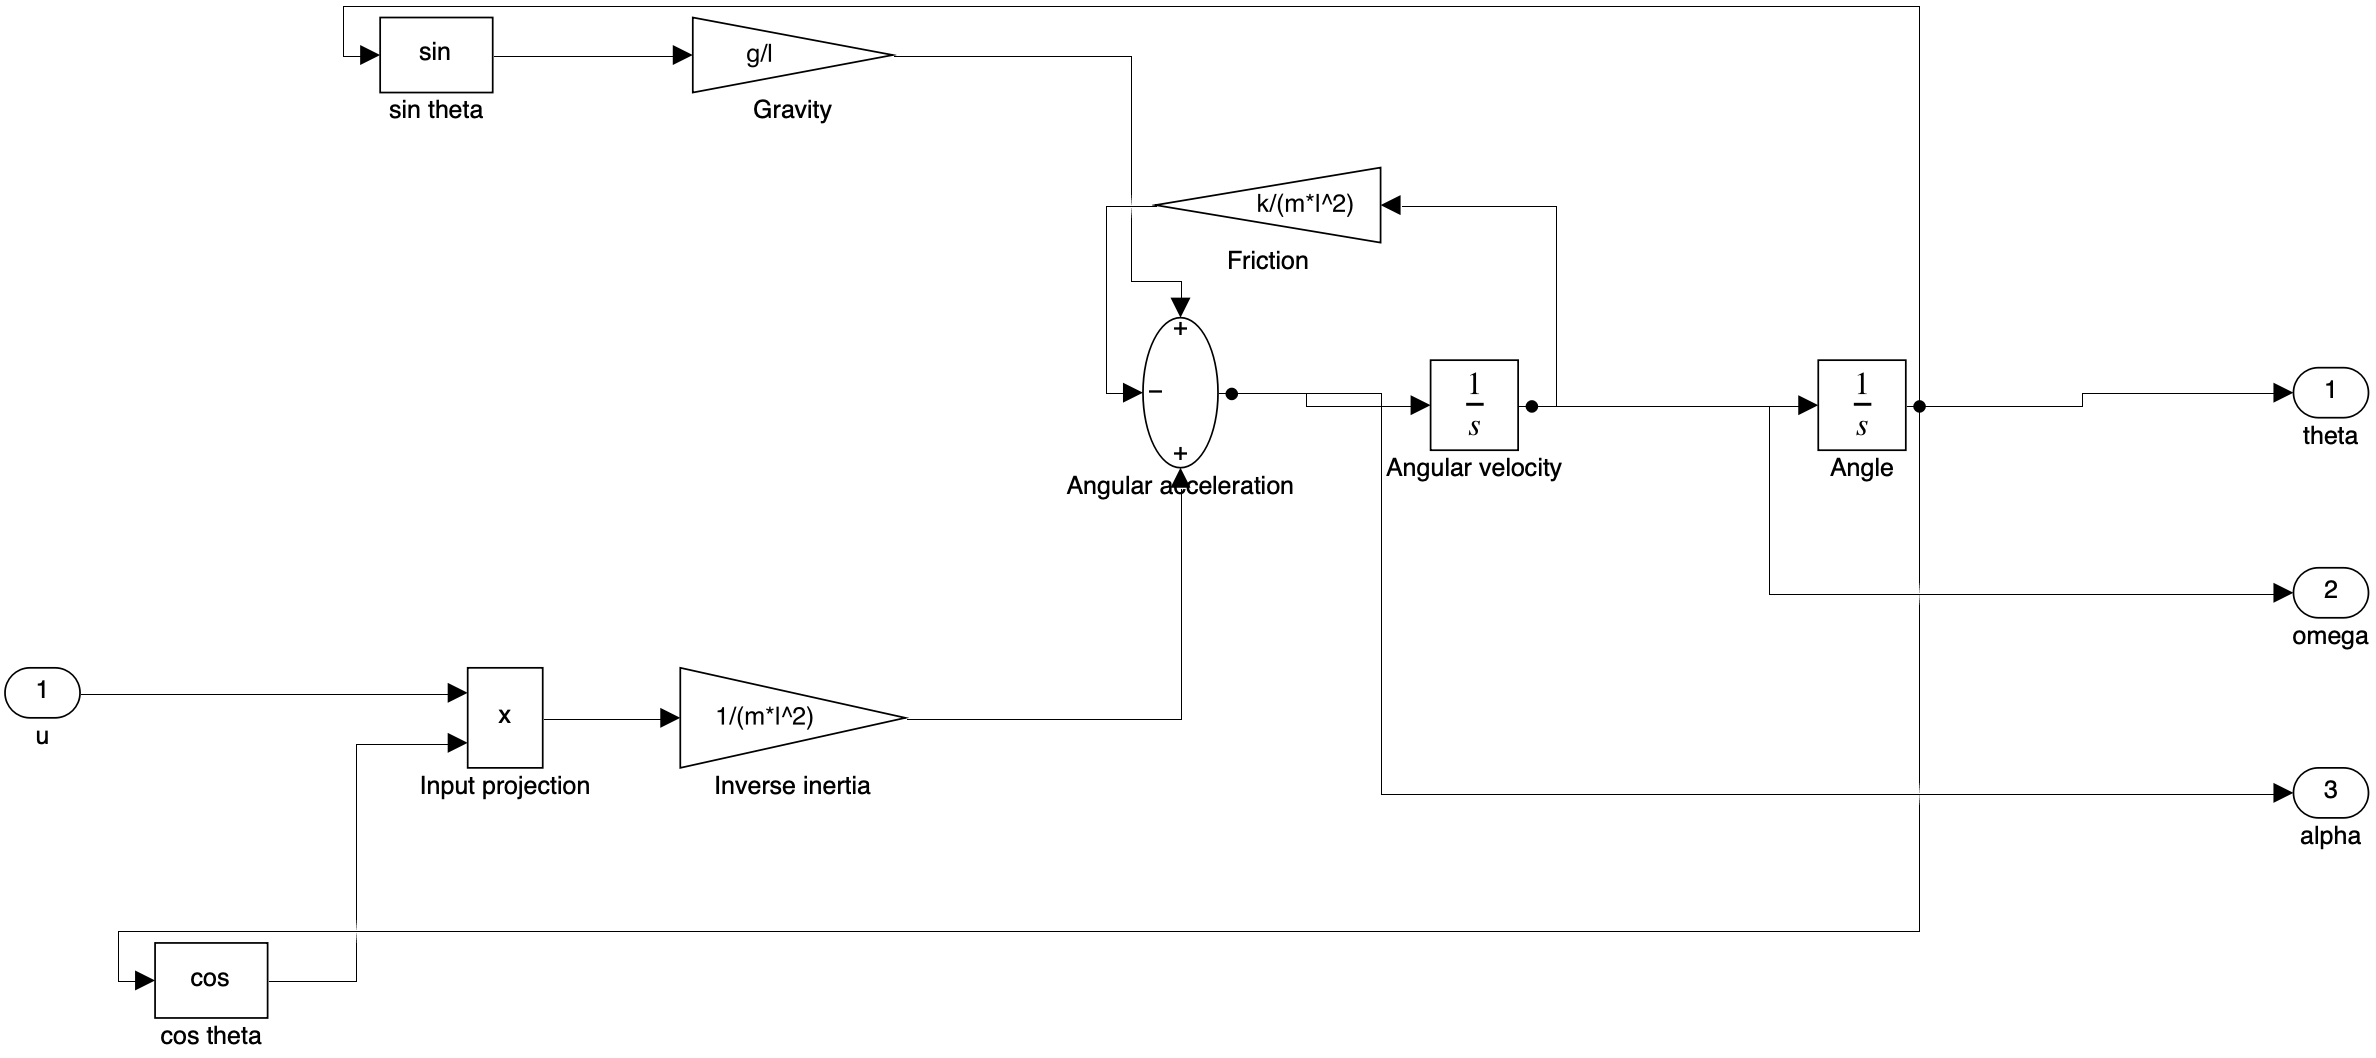 sin
sin theta
g/l
Gravity
k/(m*l^2)
Friction
+
−
+
Angular acceleration
1
s
Angular velocity
1
s
Angle
1
theta
2
omega
1
u
x
Input projection
1/(m*l^2)
Inverse inertia
3
alpha
cos
cos theta